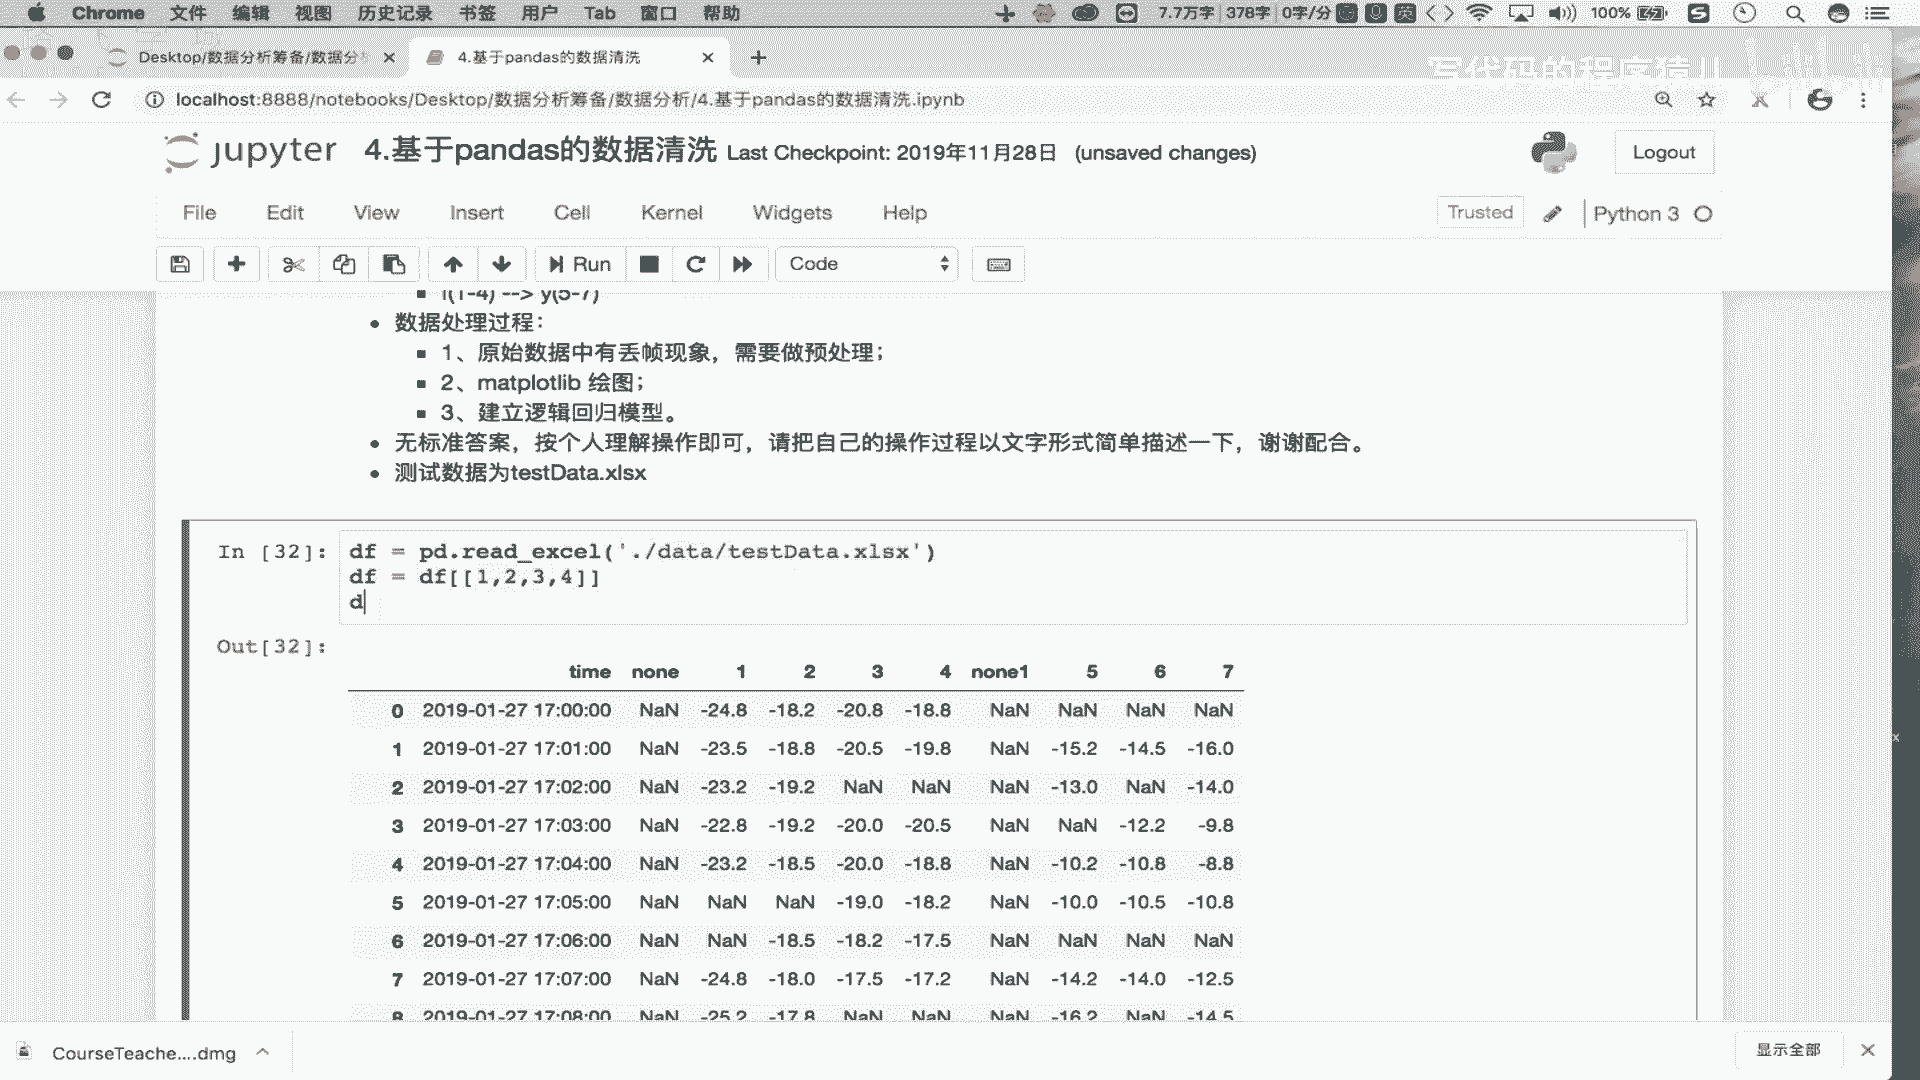 Chrome 文件 编辑 视图 历史记录 书签 用户 Tab 窗口 帮助 7.7万字 378字 0字/分 英 100%
Desktop/数据分析筹备/数据分 4.基于pandas的数据清洗
写代码的程序猿儿 bilibili
localhost:8888/notebooks/Desktop/数据分析筹备/数据分析/4.基于pandas的数据清洗.ipynb
jupyter 4.基于pandas的数据清洗 Last Checkpoint: 2019年11月28日 (unsaved changes) Logout
File Edit View Insert Cell Kernel Widgets Help Trusted Python 3
Run Code
f(1-4) --> y(5-7)
数据处理过程：
1、原始数据中有丢帧现象，需要做预处理；
2、matplotlib 绘图；
3、建立逻辑回归模型。
无标准答案，按个人理解操作即可，请把自己的操作过程以文字形式简单描述一下，谢谢配合。
测试数据为testData.xlsx
In [32]: df = pd.read_excel('./data/testData.xlsx')
df = df[[1,2,3,4]]
d
Out[32]:
time none 1 2 3 4 none1 5 6 7
0 2019-01-27 17:00:00 NaN -24.8 -18.2 -20.8 -18.8 NaN NaN NaN NaN
1 2019-01-27 17:01:00 NaN -23.5 -18.8 -20.5 -19.8 NaN -15.2 -14.5 -16.0
2 2019-01-27 17:02:00 NaN -23.2 -19.2 NaN NaN NaN -13.0 NaN -14.0
3 2019-01-27 17:03:00 NaN -22.8 -19.2 -20.0 -20.5 NaN NaN -12.2 -9.8
4 2019-01-27 17:04:00 NaN -23.2 -18.5 -20.0 -18.8 NaN -10.2 -10.8 -8.8
5 2019-01-27 17:05:00 NaN NaN NaN -19.0 -18.2 NaN -10.0 -10.5 -10.8
6 2019-01-27 17:06:00 NaN NaN -18.5 -18.2 -17.5 NaN NaN NaN NaN
7 2019-01-27 17:07:00 NaN -24.8 -18.0 -17.5 -17.2 NaN -14.2 -14.0 -12.5
8 2019-01-27 17:08:00 NaN -25.2 -17.8 NaN NaN NaN -16.2 NaN -14.5
CourseTeache....dmg 显示全部